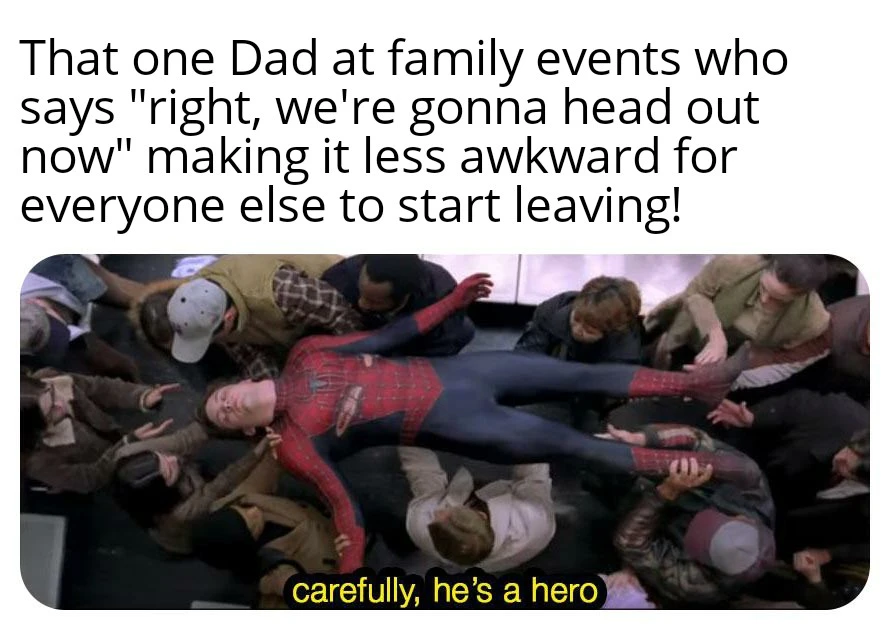 That one Dad at family events who
says "right, we're gonna head out
now" making it less awkward for
everyone else to start leaving!
carefully, he's a hero